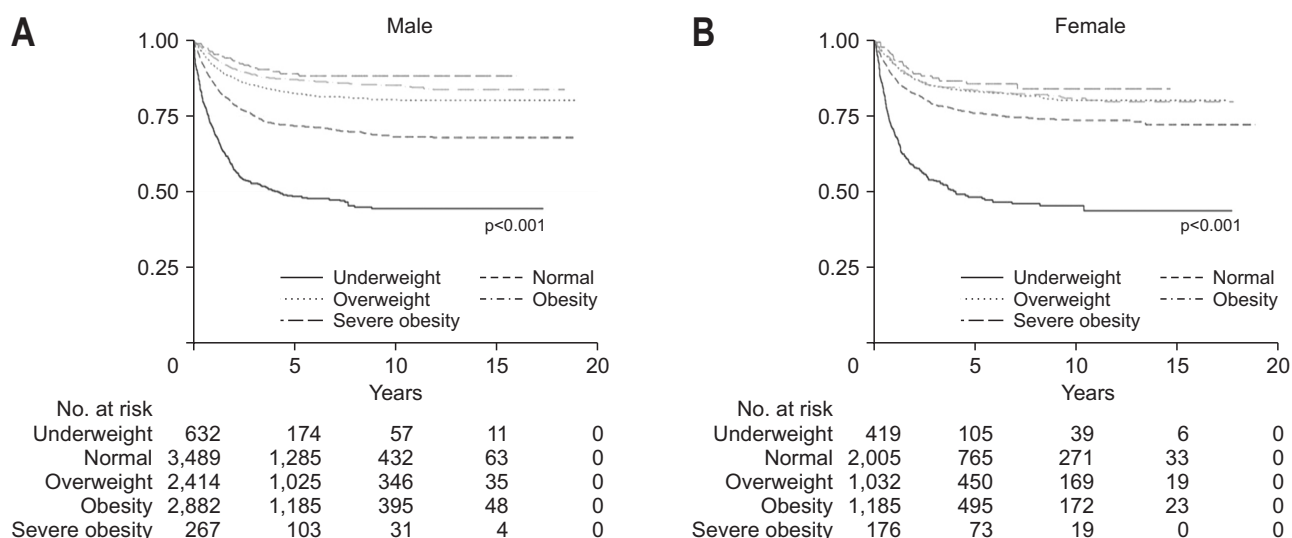 A
Male
1.00
0.75
0.50
0.25
p<0.001
Underweight
Normal
Overweight
Obesity
Severe obesity
0 5 10 15 20
Years
No. at risk
Underweight 632 174 57 11 0
Normal 3,489 1,285 432 63 0
Overweight 2,414 1,025 346 35 0
Obesity 2,882 1,185 395 48 0
Severe obesity 267 103 31 4 0
B
Female
1.00
0.75
0.50
0.25
p<0.001
Underweight
Normal
Overweight
Obesity
Severe obesity
0 5 10 15 20
Years
No. at risk
Underweight 419 105 39 6 0
Normal 2,005 765 271 33 0
Overweight 1,032 450 169 19 0
Obesity 1,185 495 172 23 0
Severe obesity 176 73 19 0 0